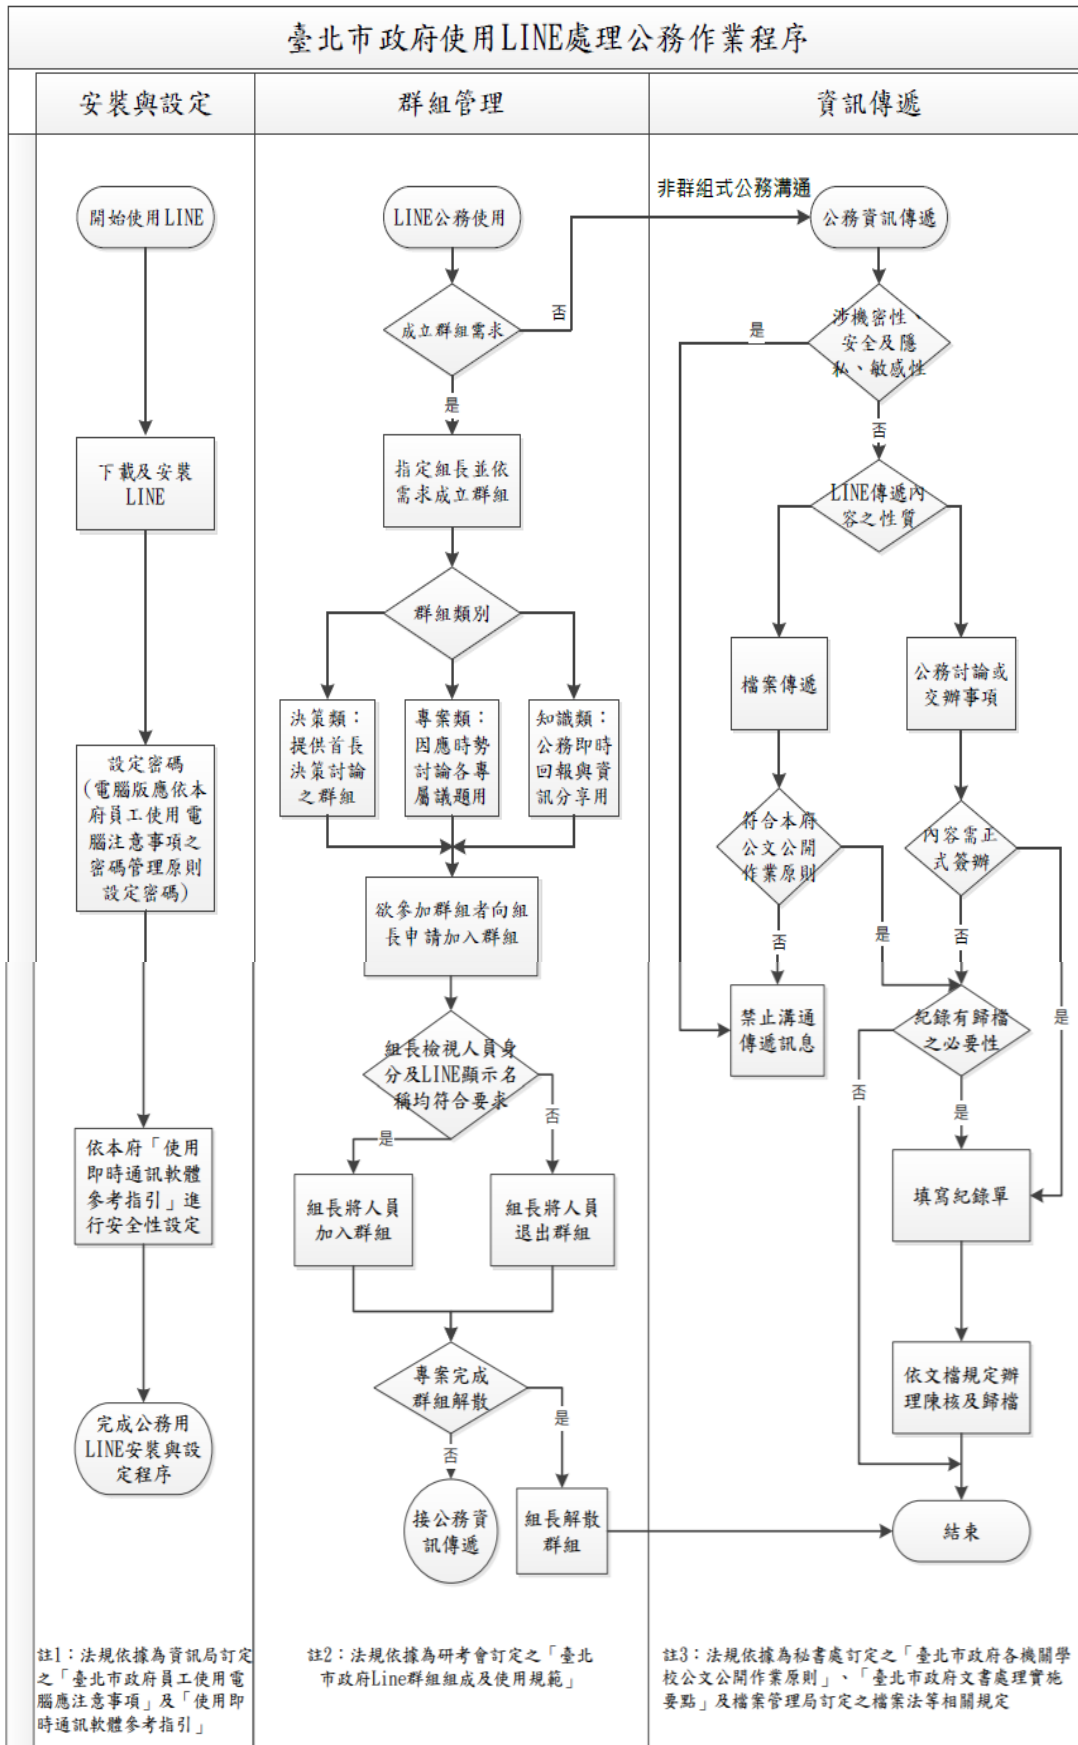 臺北市政府使用LINE處理公務作業程序
安裝與設定
群組管理
資訊傳遞
開始使用LINE
下載及安裝
LINE
設定密碼
(電腦版應依本
府員工使用電
腦注意事項之
密碼管理原則
設定密碼)
依本府「使用
即時通訊軟體
參考指引」進
行安全性設定
完成公務用
LINE安裝與設
定程序
註1：法規依據為資訊局訂定
之「臺北市政府員工使用電
腦應注意事項」及「使用即
時通訊軟體參考指引」
LINE公務使用
成立群組需求
否
是
指定組長並依
需求成立群組
群組類別
決策類：
提供首長
決策討論
之群組
專案類：
因應時勢
討論各專
屬議題用
知識類：
公務即時
回報與資
訊分享用
欲參加群組者向組
長申請加入群組
組長檢視人員身
分及LINE顯示名
稱均符合要求
是
否
組長將人員
加入群組
組長將人員
退出群組
專案完成
群組解散
是
否
接公務資
訊傳遞
組長解散
群組
註2：法規依據為研考會訂定之「臺北
市政府Line群組組成及使用規範」
非群組式公務溝通
公務資訊傳遞
涉機密性、
安全及隱
私、敏感性
是
否
LINE傳遞內
容之性質
檔案傳遞
公務討論或
交辦事項
符合本府
公文公開
作業原則
內容需正
式簽辦
否
是
否
是
禁止溝通
傳遞訊息
紀錄有歸檔
之必要性
否
是
填寫紀錄單
依文檔規定辦
理陳核及歸檔
結束
註3：法規依據為秘書處訂定之「臺北市政府各機關學
校公文公開作業原則」、「臺北市政府文書處理實施
要點」及檔案管理局訂定之檔案法等相關規定